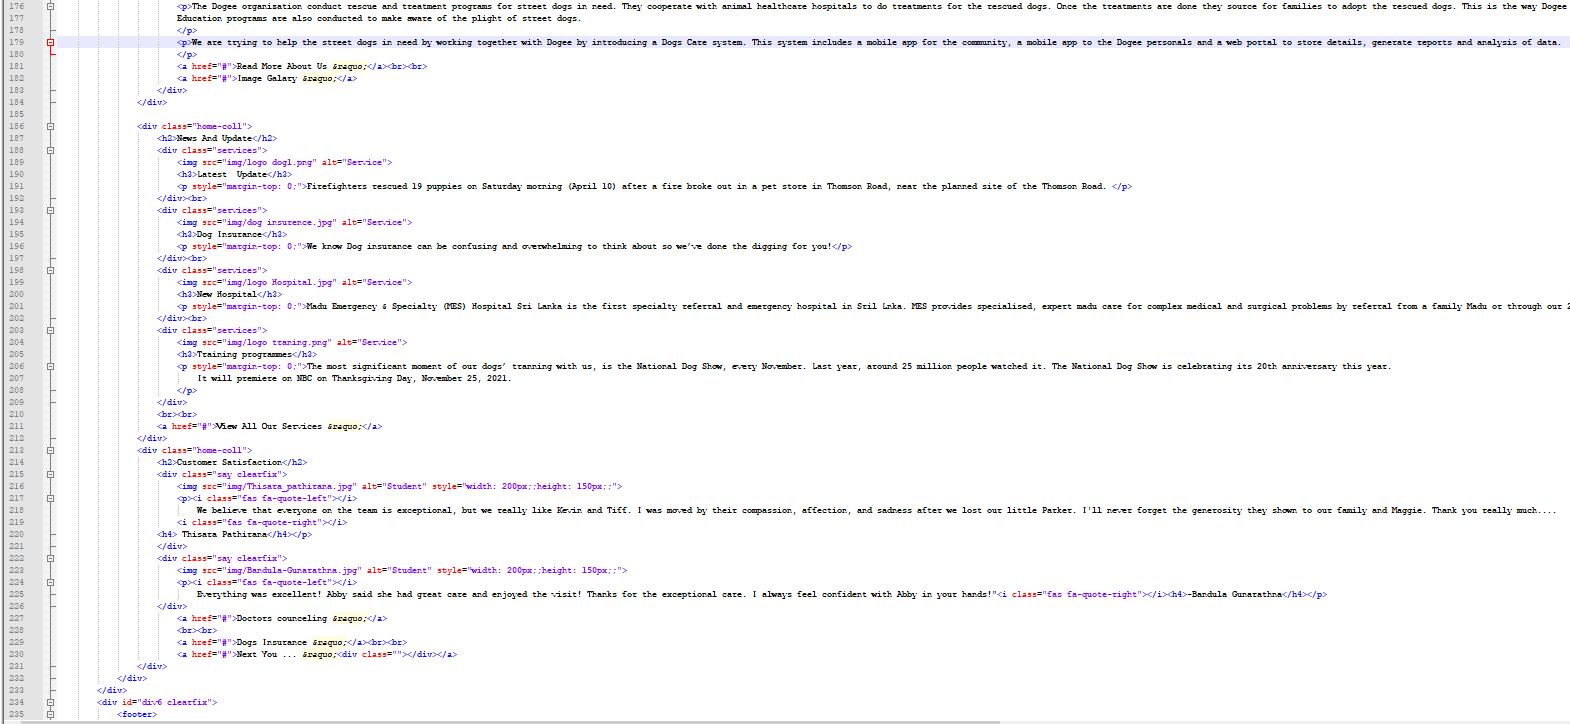 176 <p>The Dogee organization conduct rescue and treatment programs for street dogs in need. They cooperate with animal healthcare hospitals to do treatments for the rescued dogs. Once the treatments are done they source for families to adopt the rescued dogs. This is the way Dogee
177 Education programs are also conducted to make aware of the plight of street dogs.
178 </p>
179 <p>We are trying to help the street dogs in need by working together with Dogee by introducing a Dogs Care system. This system includes a mobile app for the community, a mobile app to the Dogee personals and a web portal to store details, generate reports and analysis of data.
180 </p>
181 <a href="#">Read More About Us &raquo;</a><br><br>
182 <a href="#">Image Galary &raquo;</a>
183 </div>
184 </div>
185
186 <div class="home-coll">
187 <h2>News And Update</h2>
188 <div class="services">
189 <img src="img/logo dog1.png" alt="Service">
190 <h3>Latest  Update</h3>
191 <p style="margin-top: 0;">Firefighters rescued 19 puppies on Saturday morning (April 10) after a fire broke out in a pet store in Thomson Road, near the planned site of the Thomson Road. </p>
192 </div><br>
193 <div class="services">
194 <img src="img/dog insurence.jpg" alt="Service">
195 <h3>Dog Insurance</h3>
196 <p style="margin-top: 0;">We know Dog insurance can be confusing and overwhelming to think about so we've done the digging for you!</p>
197 </div><br>
198 <div class="services">
199 <img src="img/logo Hospital.jpg" alt="Service">
200 <h3>New Hospital</h3>
201 <p style="margin-top: 0;">Madu Emergency & Specialty (MES) Hospital Sri Lanka is the first specialty referral and emergency hospital in Sril Lnka. MES provides specialised, expert madu care for complex medical and surgical problems by referral from a family Madu or through our 2
202 </div><br>
203 <div class="services">
204 <img src="img/logo traning.png" alt="Service">
205 <h3>Training programmes</h3>
206 <p style="margin-top: 0;">The most significant moment of our dogs' tranning with us, is the National Dog Show, every November. Last year, around 25 million people watched it. The National Dog Show is celebrating its 20th anniversary this year.
207 It will premiere on NBC on Thanksgiving Day, November 25, 2021.
208 </p>
209 </div>
210 <br><br>
211 <a href="#">View All Our Services &raquo;</a>
212 </div>
213 <div class="home-coll">
214 <h2>Customer Satisfaction</h2>
215 <div class="say clearfix">
216 <img src="img/Thisara_pathirana.jpg" alt="Student" style="width: 200px;;height: 150px;;">
217 <p><i class="fas fa-quote-left"></i>
218 We believe that everyone on the team is exceptional, but we really like Kevin and Tiff. I was moved by their compassion, affection, and sadness after we lost our little Parker. I'll never forget the generosity they shown to our family and Maggie. Thank you really much....
219 <i class="fas fa-quote-right"></i>
220 <h4> Thisara Pathirana</h4></p>
221 </div>
222 <div class="say clearfix">
223 <img src="img/Bandula-Gunarathna.jpg" alt="Student" style="width: 200px;;height: 150px;;">
224 <p><i class="fas fa-quote-left"></i>
225 Everything was excellent! Abby said she had great care and enjoyed the visit! Thanks for the exceptional care. I always feel confident with Abby in your hands!"<i class="fas fa-quote-right"></i><h4>-Bandula Gunarathna</h4></p>
226 </div>
227 <a href="#">Doctors counceling &raquo;</a>
228 <br><br>
229 <a href="#">Dogs Insurance &raquo;</a><br><br>
230 <a href="#">Next You ... &raquo;<div class=""></div></a>
231 </div>
232 </div>
233 </div>
234 <div id="div6 clearfix">
235 <footer>